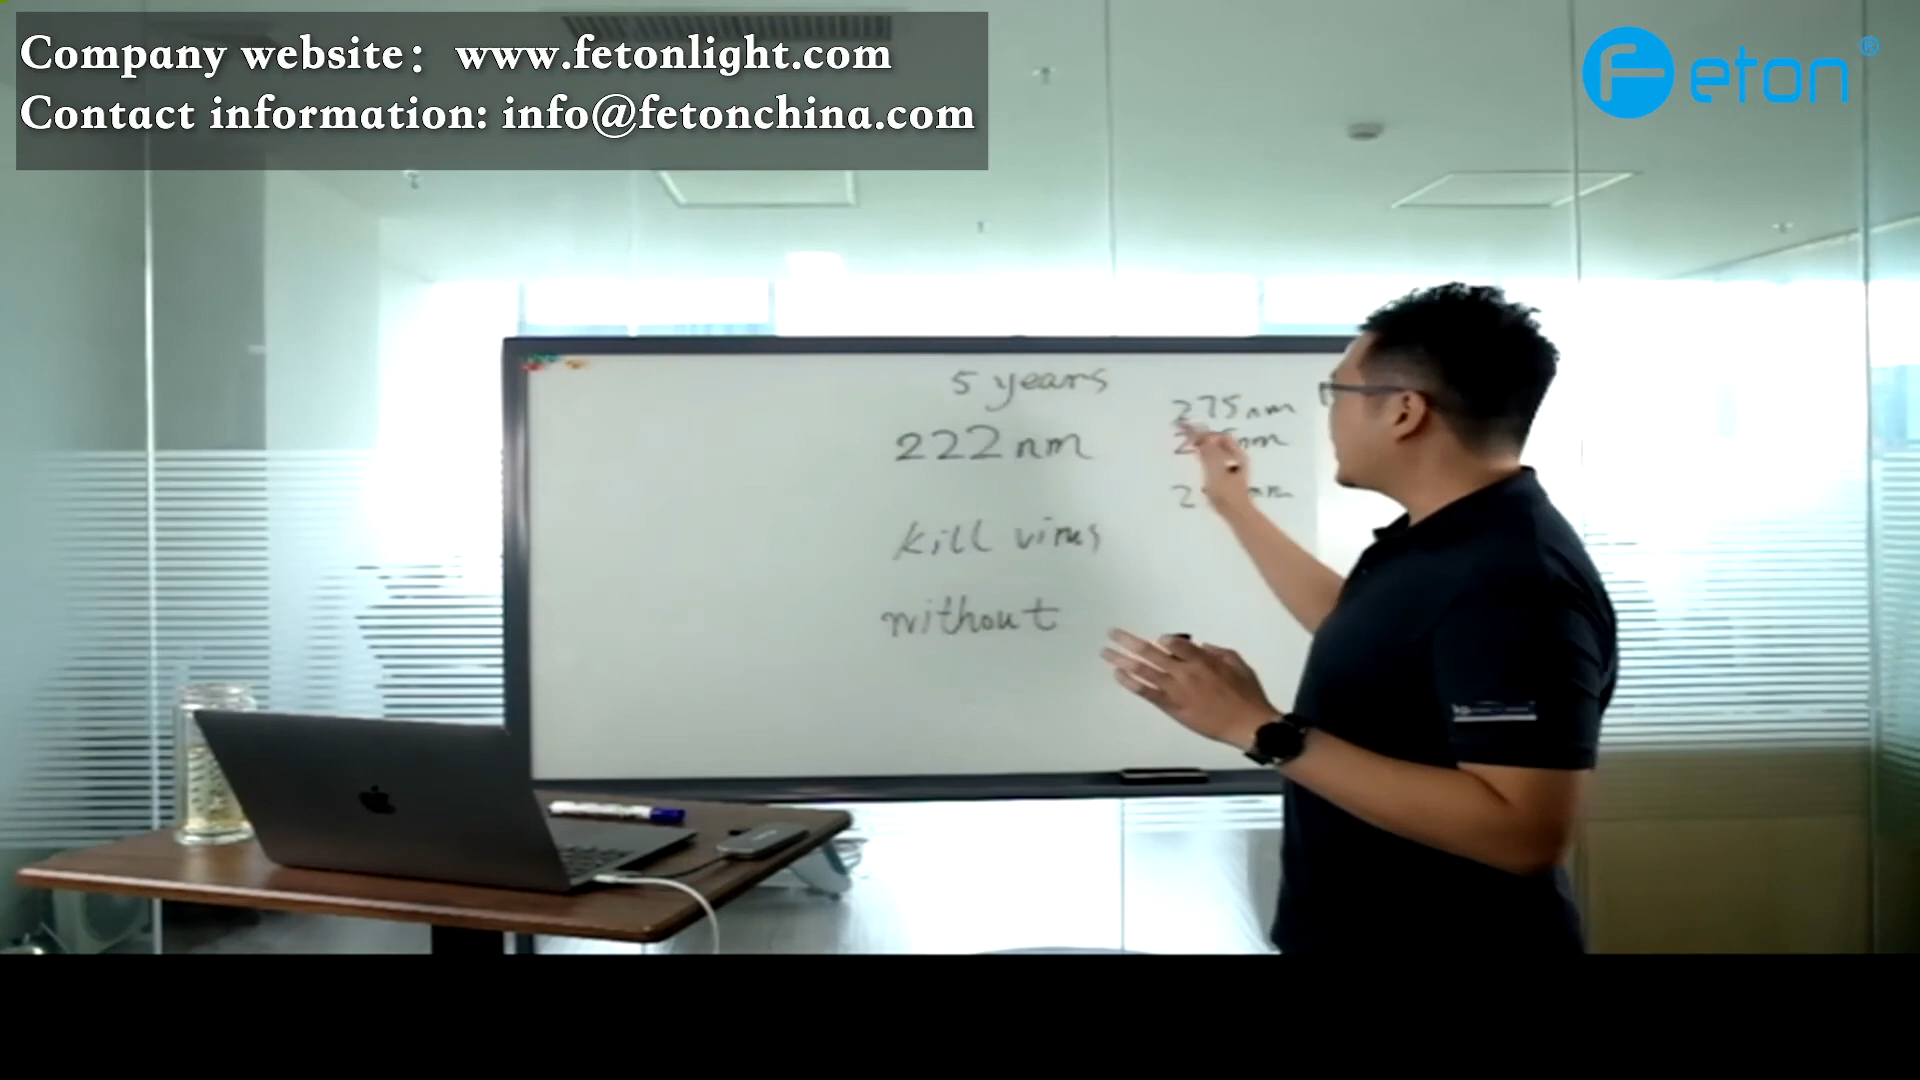 Company website：www.fetonlight.com
Contact information: info@fetonchina.com
Feton®
5 years
275nm
222nm
kill virus
without